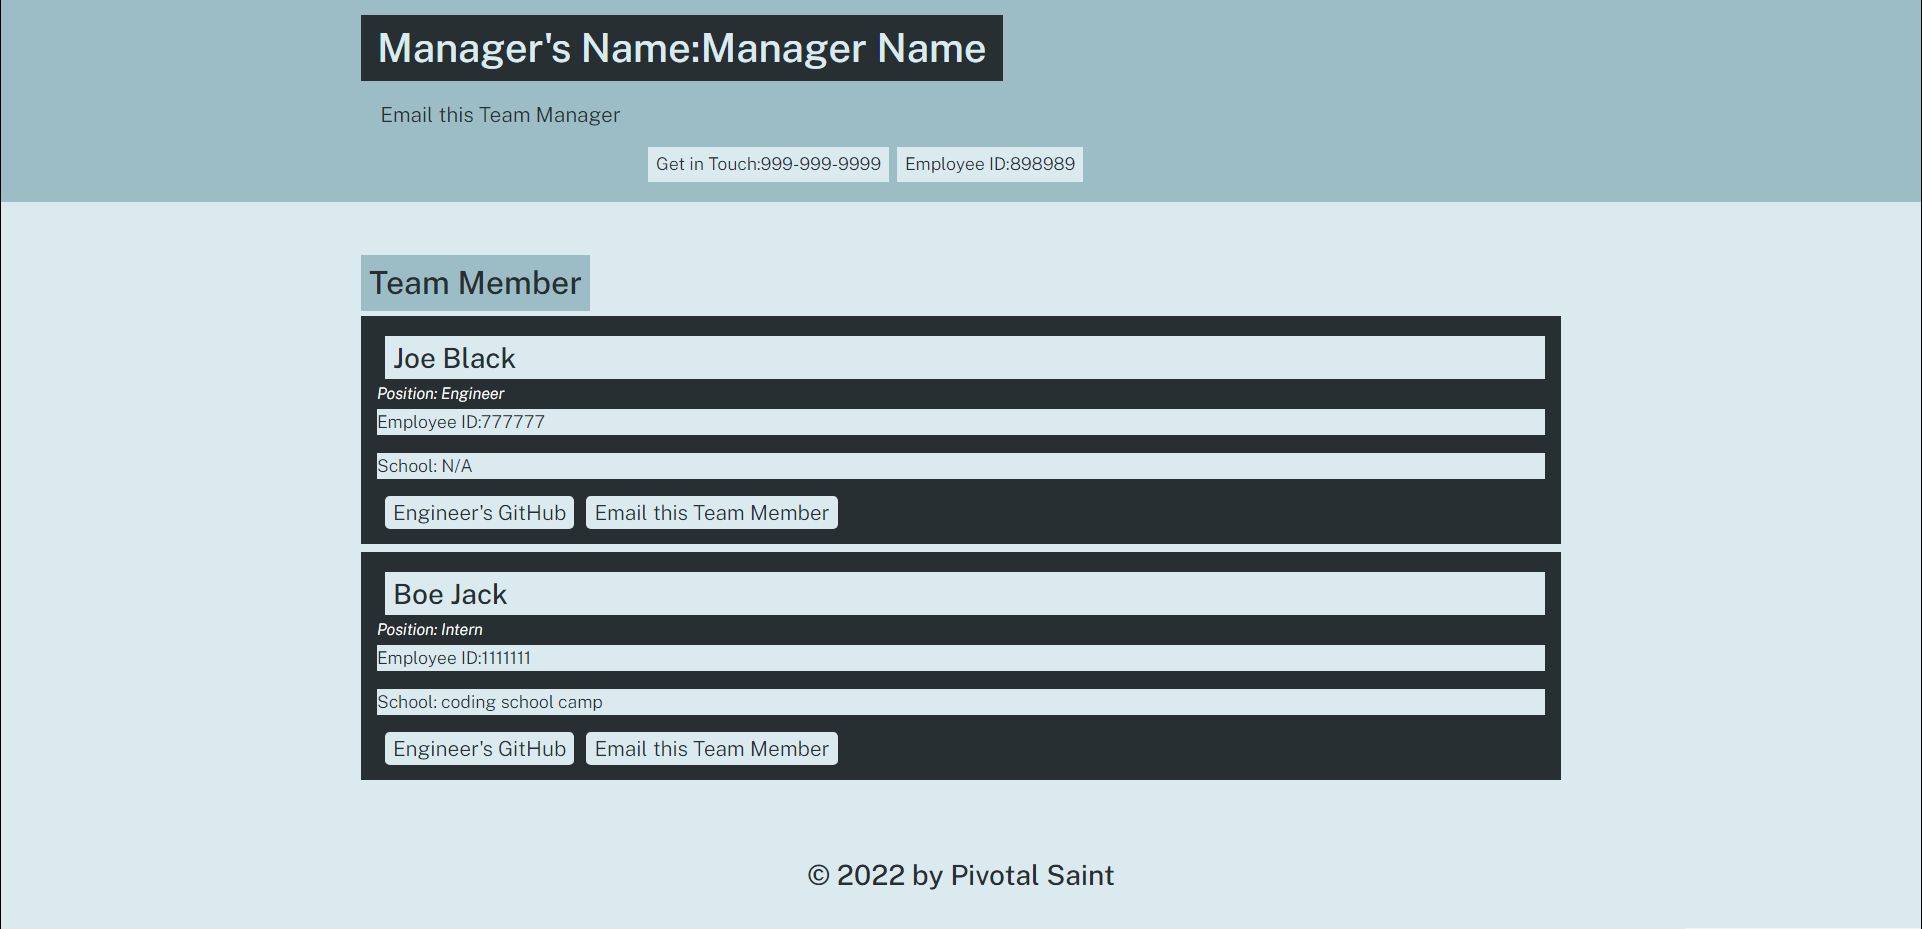 Manager's Name:Manager Name
Email this Team Manager
Get in Touch:999-999-9999 Employee ID:898989
Team Member
Joe Black
Position: Engineer
Employee ID:777777
School: N/A
Engineer's GitHub Email this Team Member
Boe Jack
Position: Intern
Employee ID:1111111
School: coding school camp
Engineer's GitHub Email this Team Member
© 2022 by Pivotal Saint